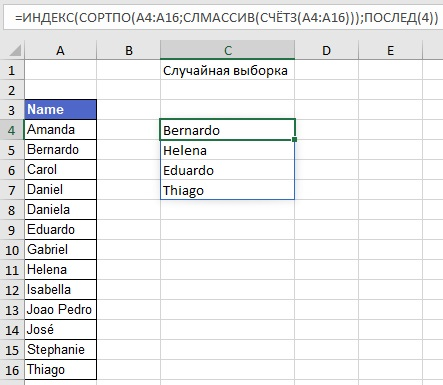 =ИНДЕКС(СОРТПО(A4:A16;СЛМАССИВ(СЧЁТЗ(A4:A16)));ПОСЛЕД(4))
A B C D E
1 Случайная выборка
2
3 Name
4 Amanda Bernardo
5 Bernardo Helena
6 Carol Eduardo
7 Daniel Thiago
8 Daniela
9 Eduardo
10 Gabriel
11 Helena
12 Isabella
13 Joao Pedro
14 José
15 Stephanie
16 Thiago